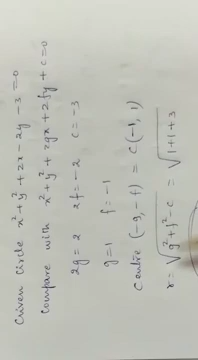 Given circle x²+y²+2x-2y-3=0
Compare with x²+y²+2gx+2fy+c=0
2g=2 2f=-2 c=-3
g=1 f=-1
Centre (-g,-f) = C(-1,1)
r=√g²+f²-c = √1+1+3